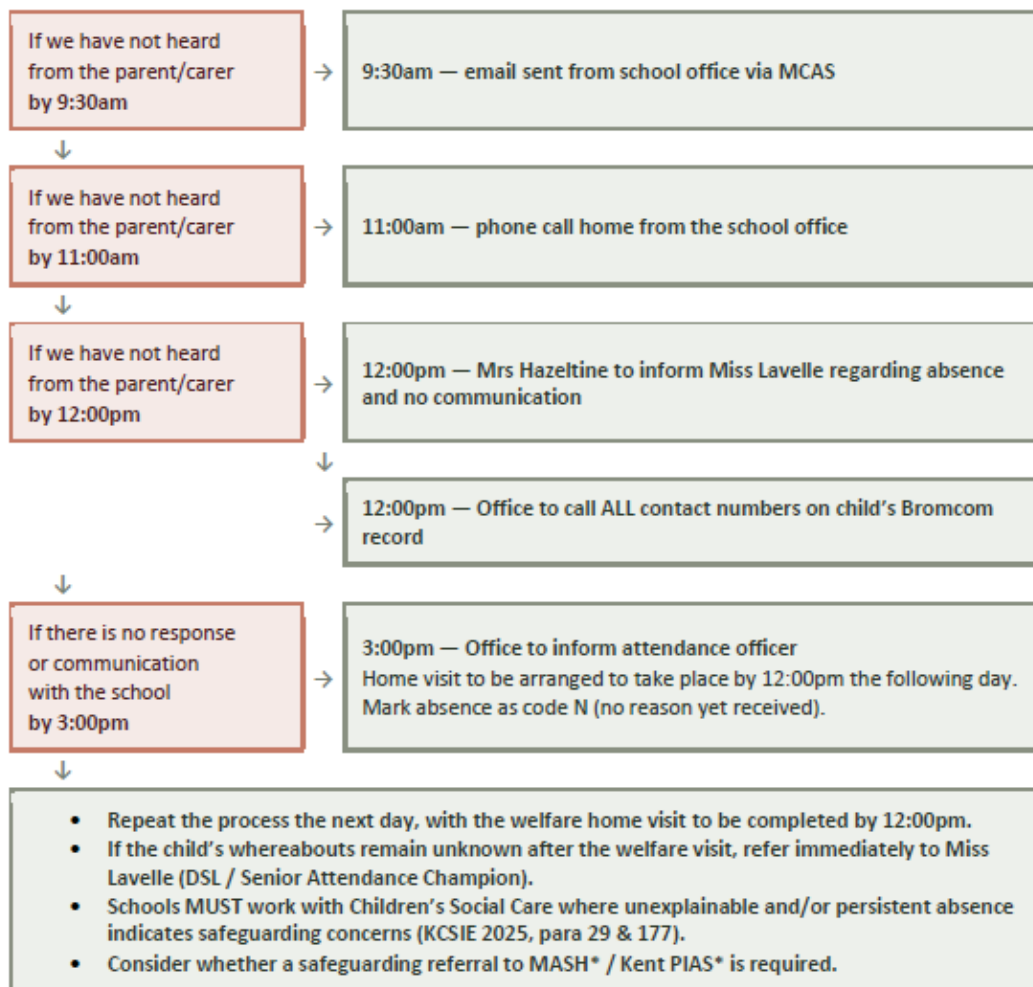 If we have not heard
from the parent/carer
by 9:30am
→
9:30am — email sent from school office via MCAS
↓
If we have not heard
from the parent/carer
by 11:00am
→
11:00am — phone call home from the school office
↓
If we have not heard
from the parent/carer
by 12:00pm
→
12:00pm — Mrs Hazeltine to inform Miss Lavelle regarding absence
and no communication
↓
→
12:00pm — Office to call ALL contact numbers on child's Bromcom
record
↓
If there is no response
or communication
with the school
by 3:00pm
→
3:00pm — Office to inform attendance officer
Home visit to be arranged to take place by 12:00pm the following day.
Mark absence as code N (no reason yet received).
↓
• Repeat the process the next day, with the welfare home visit to be completed by 12:00pm.
• If the child's whereabouts remain unknown after the welfare visit, refer immediately to Miss
Lavelle (DSL / Senior Attendance Champion).
• Schools MUST work with Children's Social Care where unexplainable and/or persistent absence
indicates safeguarding concerns (KCSIE 2025, para 29 & 177).
• Consider whether a safeguarding referral to MASH* / Kent PIAS* is required.